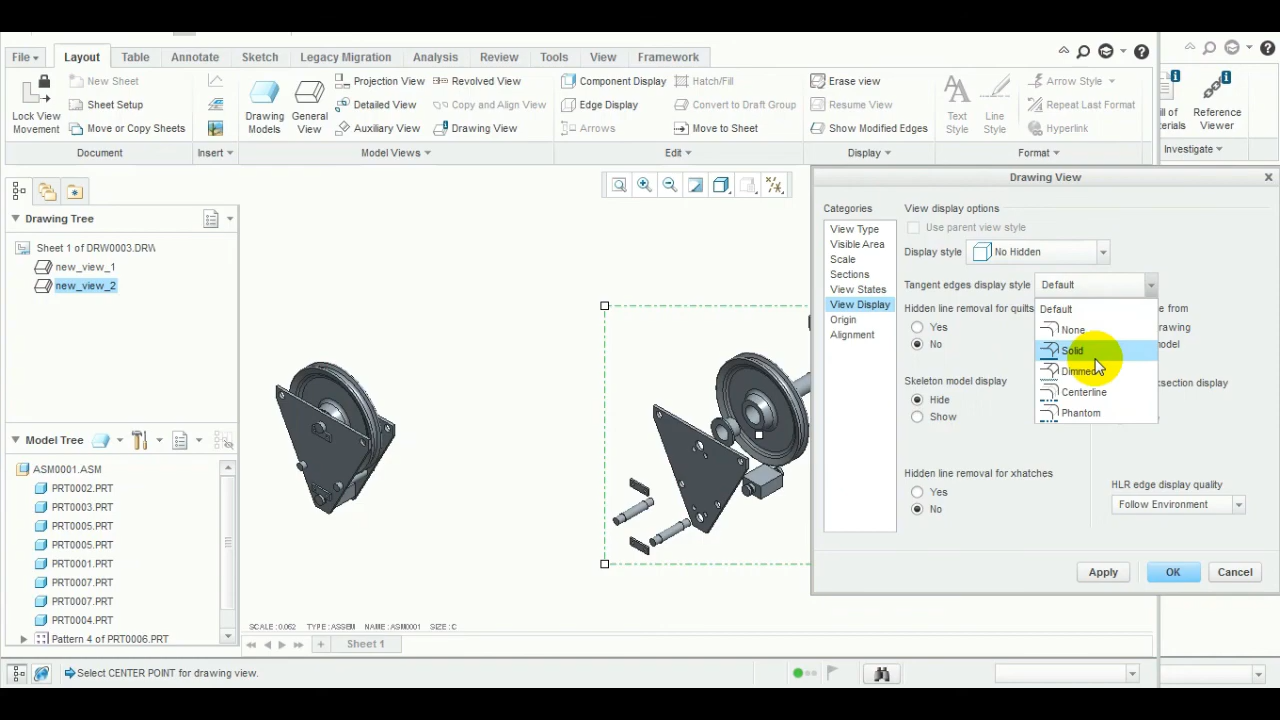 File
Layout
Table
Annotate
Sketch
Legacy Migration
Analysis
Review
Tools
View
Framework
Lock View
Movement
New Sheet
Sheet Setup
Move or Copy Sheets
Document
Insert
Drawing
Models
General
View
Projection View
Detailed View
Auxiliary View
Revolved View
Copy and Align View
Drawing View
Model Views
Component Display
Edge Display
Arrows
Hatch/Fill
Convert to Draft Group
Move to Sheet
Edit
Erase view
Resume View
Show Modified Edges
Display
Text
Style
Line
Style
Arrow Style
Repeat Last Format
Hyperlink
Format
Reference
Viewer
Investigate
Drawing Tree
Sheet 1 of DRW0003.DRW
new_view_1
new_view_2
Model Tree
ASM0001.ASM
PRT0002.PRT
PRT0003.PRT
PRT0005.PRT
PRT0005.PRT
PRT0001.PRT
PRT0007.PRT
PRT0007.PRT
PRT0004.PRT
Pattern 4 of PRT0006.PRT
Drawing View
Categories
View Type
Visible Area
Scale
Sections
View States
View Display
Origin
Alignment
View display options
Use parent view style
Display style
No Hidden
Tangent edges display style
Default
Default
None
Solid
Dimmed
Centerline
Phantom
Hidden line removal for quilts
Yes
No
Skeleton model display
Hide
Show
Hidden line removal for xhatches
Yes
No
HLR edge display quality
Follow Environment
Apply
OK
Cancel
SCALE : 0.062 TYPE : ASSEM NAME : ASM0001 SIZE : C
Sheet 1
Select CENTER POINT for drawing view.